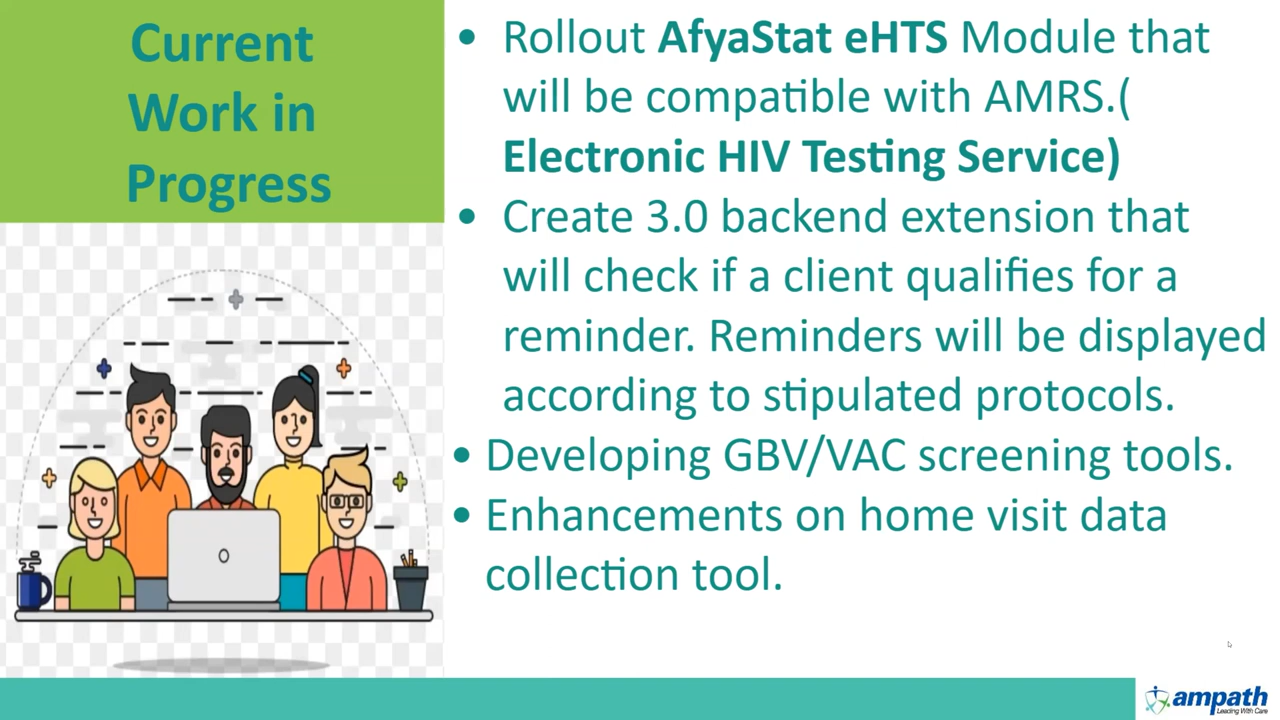 Current
Work in
Progress
• Rollout AfyaStat eHTS Module that
will be compatible with AMRS.(
Electronic HIV Testing Service)
• Create 3.0 backend extension that
will check if a client qualifies for a
reminder. Reminders will be displayed
according to stipulated protocols.
• Developing GBV/VAC screening tools.
• Enhancements on home visit data
collection tool.
ampath
Leading With Care